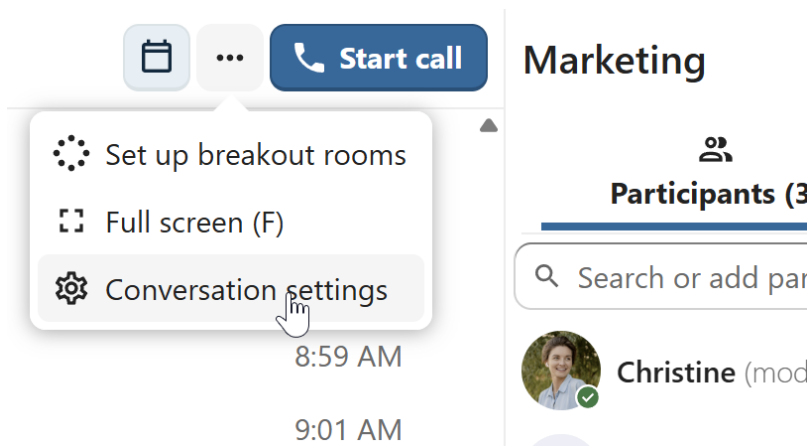 Start call
Marketing
Set up breakout rooms
Full screen (F)
Conversation settings
8:59 AM
9:01 AM
Participants (3
Search or add par
Christine (mod